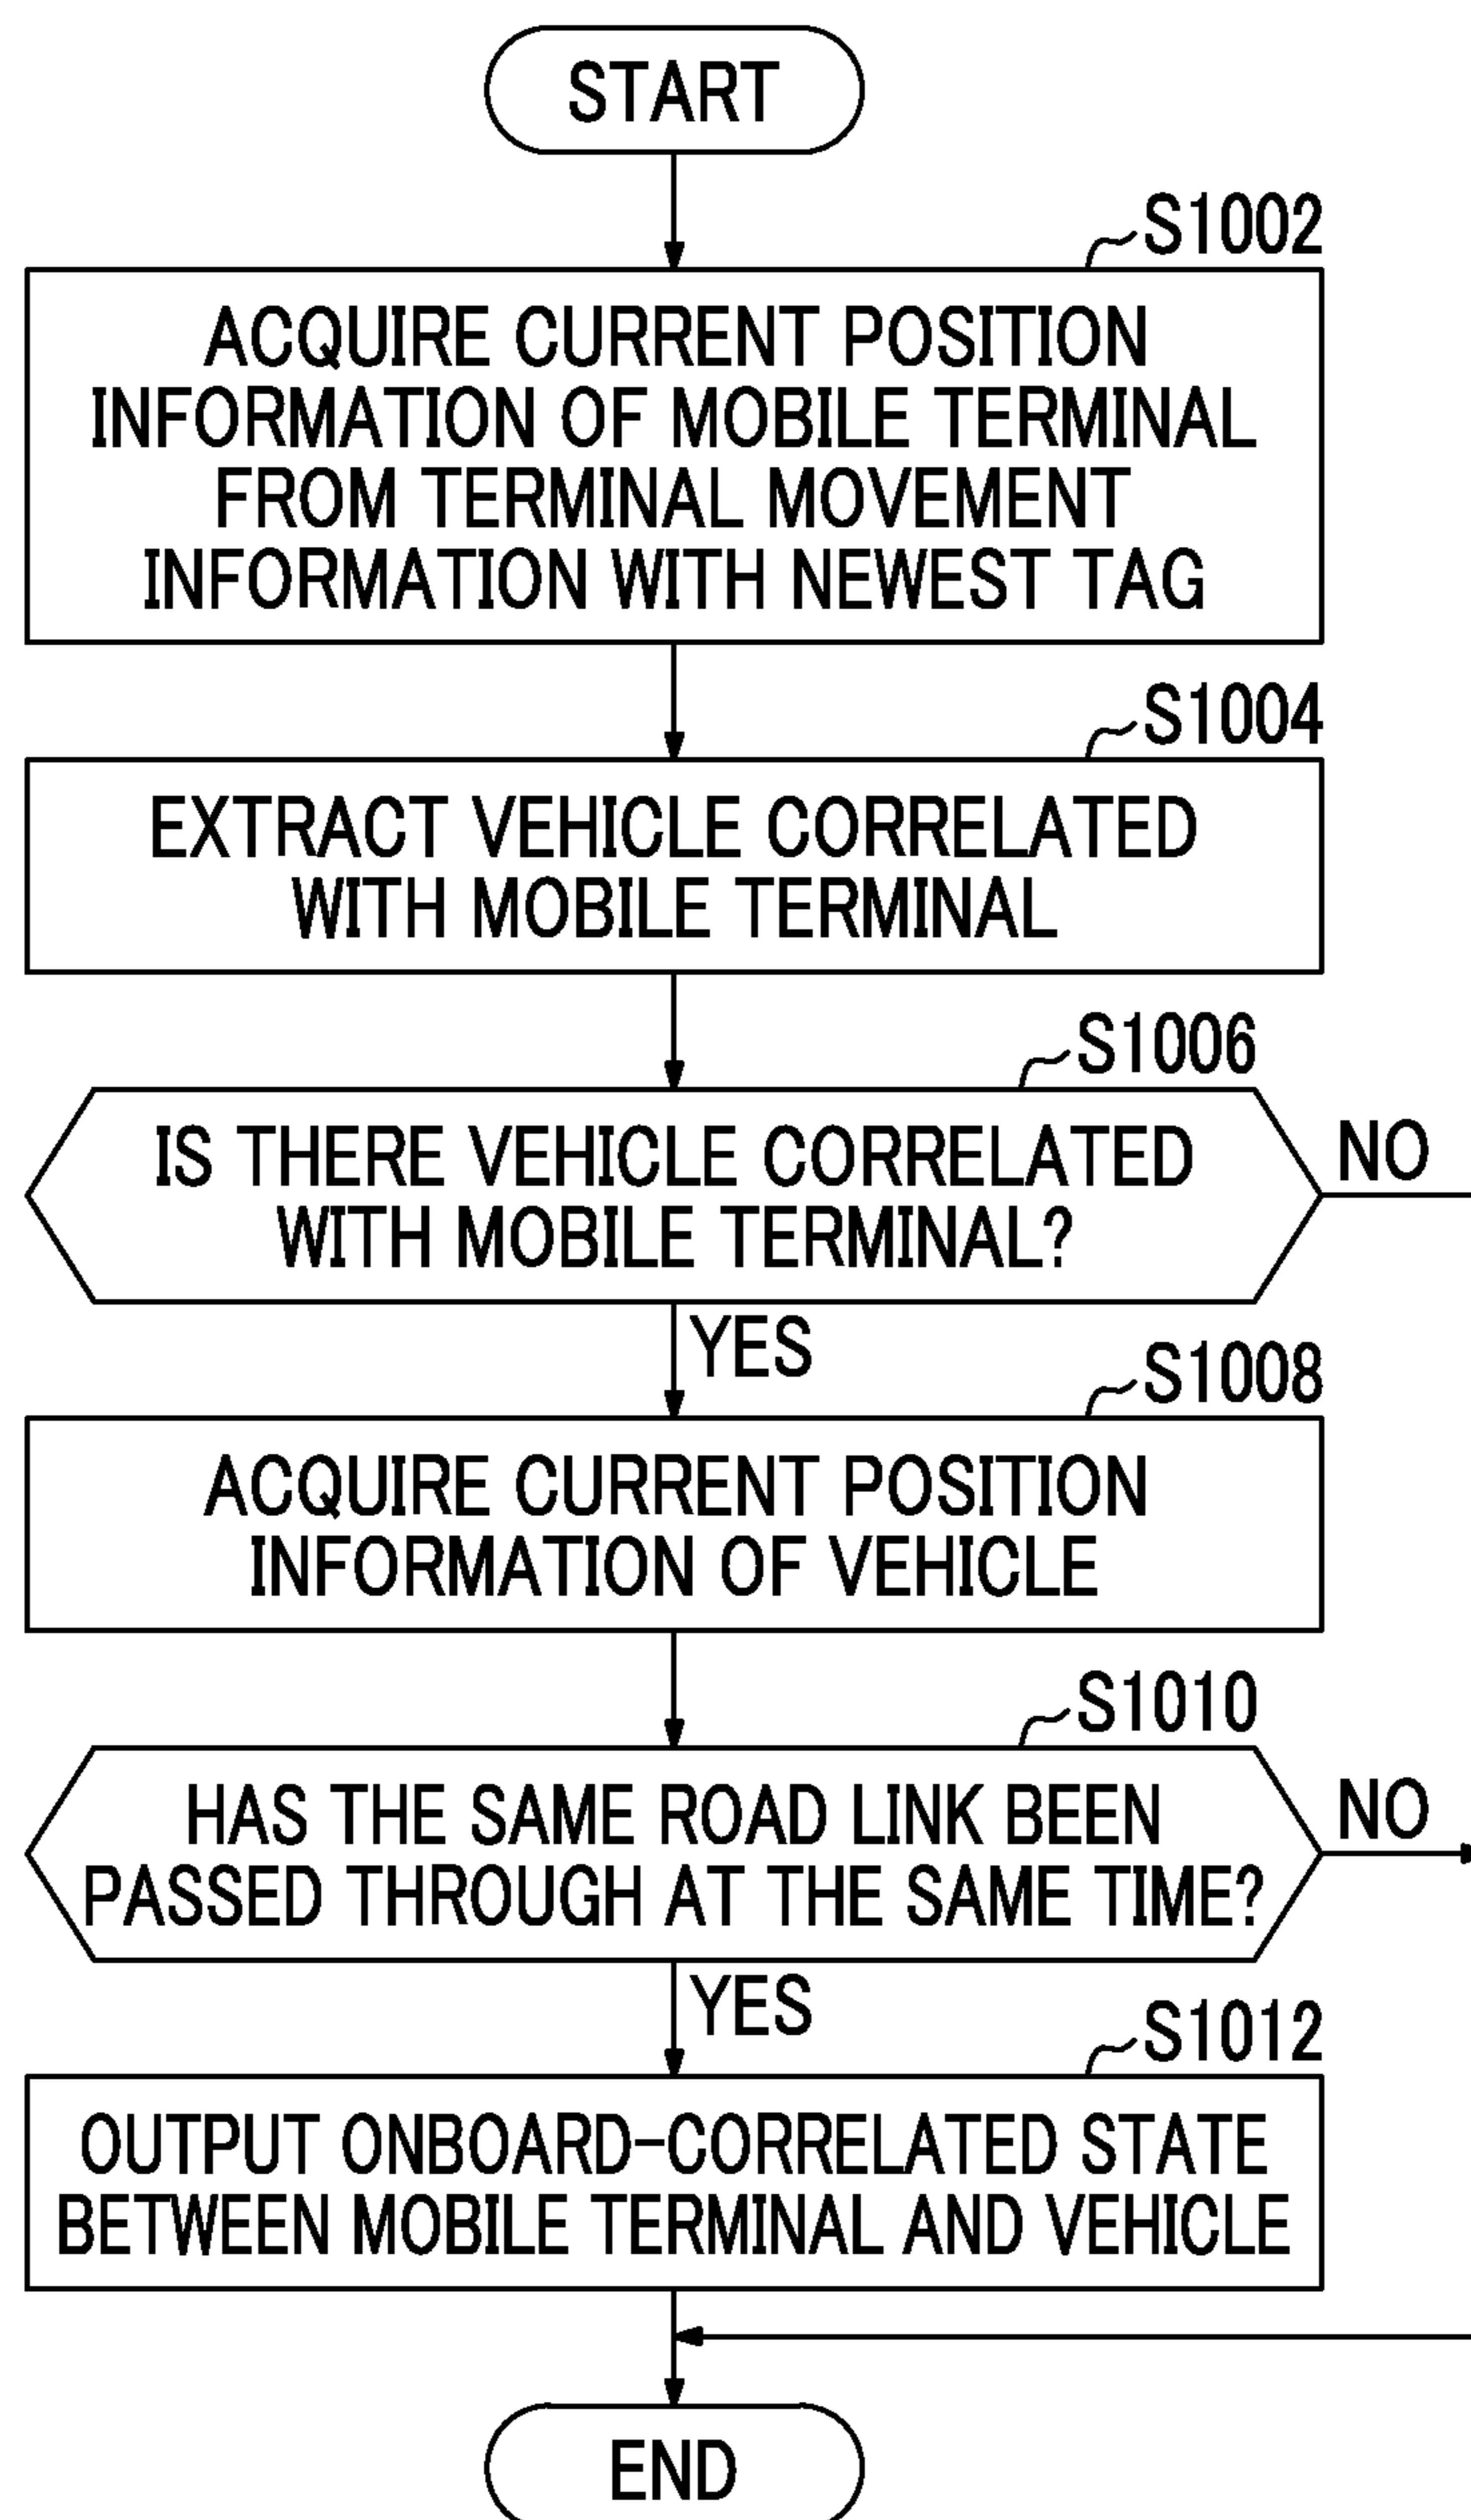 START
S1002
ACQUIRE CURRENT POSITION
INFORMATION OF MOBILE TERMINAL
FROM TERMINAL MOVEMENT
INFORMATION WITH NEWEST TAG
S1004
EXTRACT VEHICLE CORRELATED
WITH MOBILE TERMINAL
S1006
IS THERE VEHICLE CORRELATED
WITH MOBILE TERMINAL?
NO
YES
S1008
ACQUIRE CURRENT POSITION
INFORMATION OF VEHICLE
S1010
HAS THE SAME ROAD LINK BEEN
PASSED THROUGH AT THE SAME TIME?
NO
YES
S1012
OUTPUT ONBOARD-CORRELATED STATE
BETWEEN MOBILE TERMINAL AND VEHICLE
END